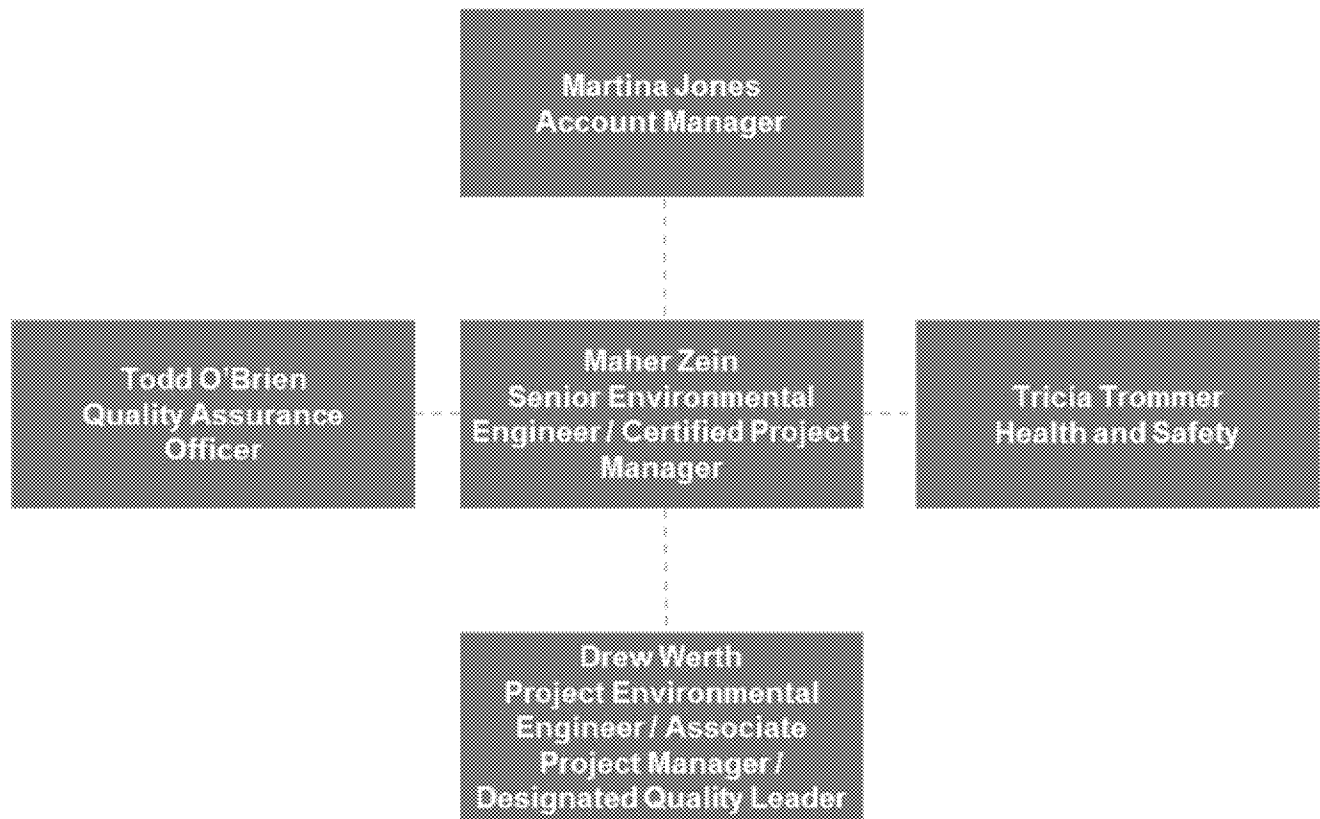 Martina Jones
Account Manager
Todd O'Brien
Quality Assurance
Officer
Maher Zein
Senior Environmental
Engineer / Certified Project
Manager
Tricia Trommer
Health and Safety
Drew Werth
Project Environmental
Engineer / Associate
Project Manager /
Designated Quality Leader